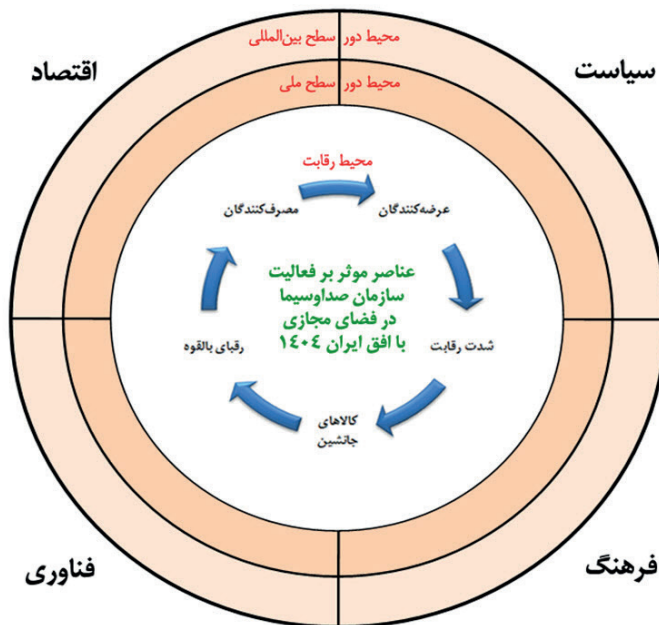 محیط دور سطح بین‌المللی
سیاست
اقتصاد
محیط دور سطح ملی
محیط رقابت
عرضه‌کنندگان
مصرف‌کنندگان
عناصر موثر بر فعالیت
سازمان صداوسیما
در فضای مجازی
با افق ایران ۱٤۰٤
شدت رقابت
رقبای بالقوه
کالاهای
جانشین
فرهنگ
فناوری